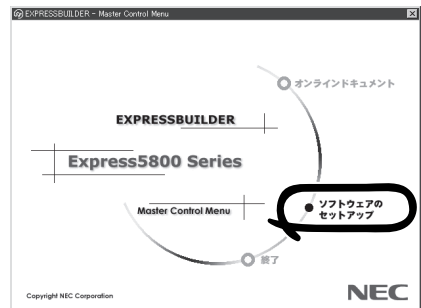 EXPRESSBUILDER - Master Control Menu
オンラインドキュメント
EXPRESSBUILDER
Express5800 Series
Master Control Menu
ソフトウェアの
セットアップ
終了
Copyright NEC Corporation
NEC